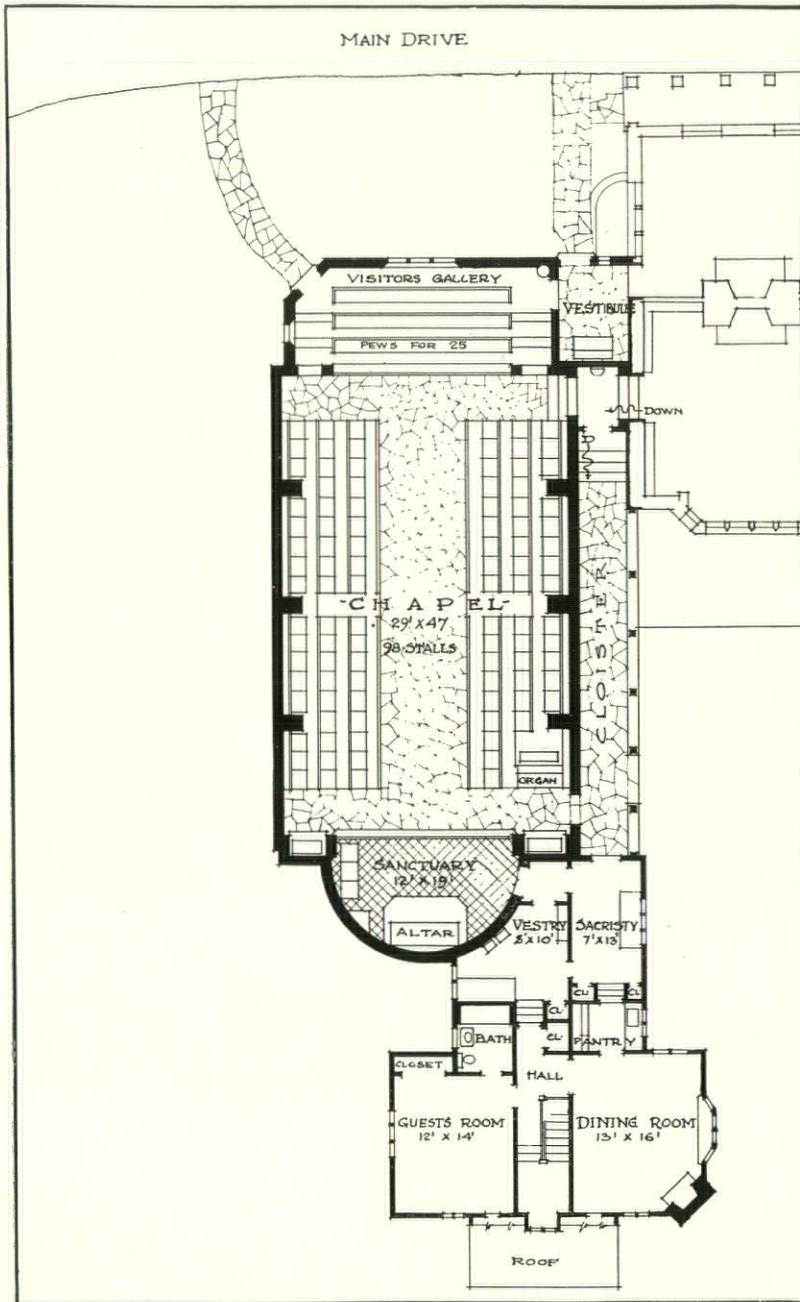 MAIN DRIVE
VISITORS GALLERY
VESTIBULE
PEWS FOR 25
DOWN
UP
-CHAPEL-
29' X 47
98 STALLS
CLOISTER
ORGAN
SANCTUARY
12' X 19'
ALTAR
VESTRY
8' X 10'
SACRISTY
7' X 13'
CL
CL
CL
CL
BATH
PANTRY
CLOSET
HALL
GUESTS ROOM
12' X 14'
DINING ROOM
13' X 16'
ROOF